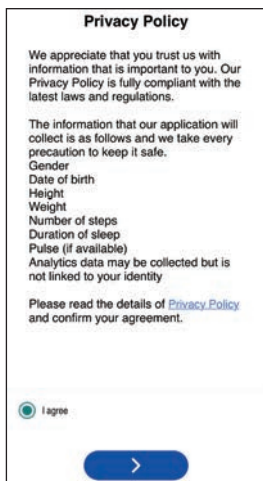 Privacy Policy
We appreciate that you trust us with
information that is important to you. Our
Privacy Policy is fully compliant with the
latest laws and regulations.
The information that our application will
collect is as follows and we take every
precaution to keep it safe.
Gender
Date of birth
Height
Weight
Number of steps
Duration of sleep
Pulse (if available)
Analytics data may be collected but is
not linked to your identity
Please read the details of Privacy Policy
and confirm your agreement.
I agree